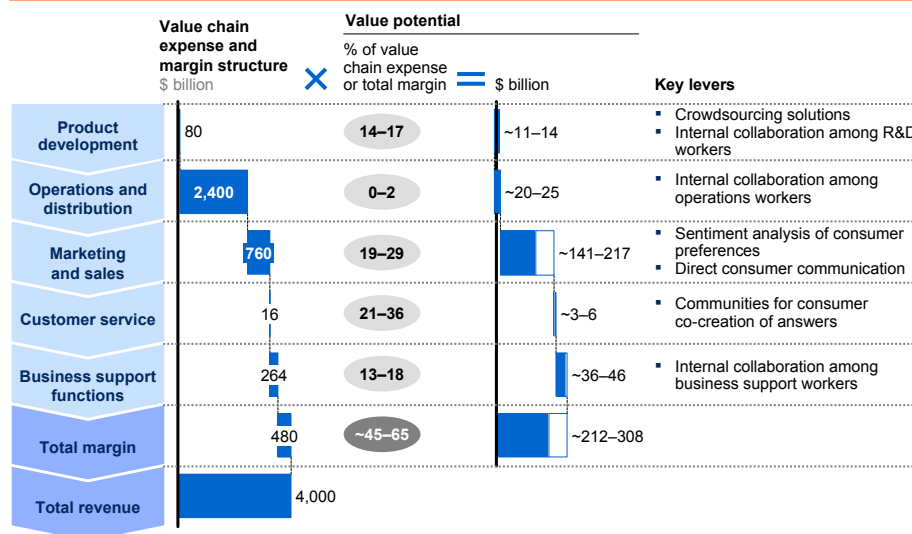 Value chain
expense and
margin structure
$ billion
Value potential
% of value
chain expense
or total margin
$ billion
Key levers
Product
development
80
14–17
~11–14
▪ Crowdsourcing solutions
▪ Internal collaboration among R&D
workers
Operations and
distribution
2,400
0–2
~20–25
▪ Internal collaboration among
operations workers
Marketing
and sales
760
19–29
~141–217
▪ Sentiment analysis of consumer
preferences
▪ Direct consumer communication
Customer service
16
21–36
~3–6
▪ Communities for consumer
co-creation of answers
Business support
functions
264
13–18
~36–46
▪ Internal collaboration among
business support workers
Total margin
480
~45–65
~212–308
Total revenue
4,000